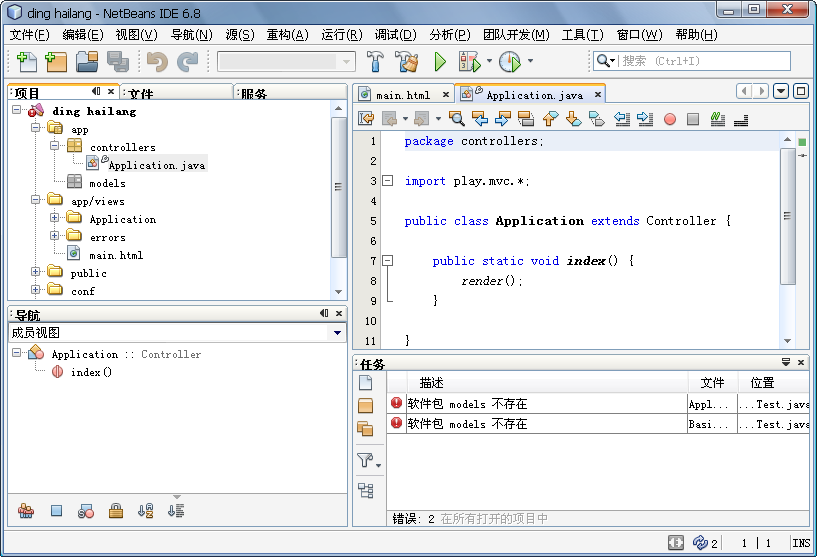 ding hailang - NetBeans IDE 6.8
文件(F) 编辑(E) 视图(V) 导航(N) 源(S) 重构(A) 运行(R) 调试(D) 分析(P) 团队开发(M) 工具(T) 窗口(W) 帮助(H)
搜索 (Ctrl+I)
项目 文件 服务
ding hailang
app
controllers
Application.java
models
app/views
Application
errors
main.html
public
conf
导航
成员视图
Application :: Controller
index()
main.html Application.java
1 package controllers;
2
3 import play.mvc.*;
4
5 public class Application extends Controller {
6
7 public static void index() {
8 render();
9 }
10
11 }
任务
描述 文件 位置
软件包 models 不存在 Appl... ...Test.java
软件包 models 不存在 Basi... ...Test.java
错误: 2 在所有打开的项目中
2 1 | 1 INS